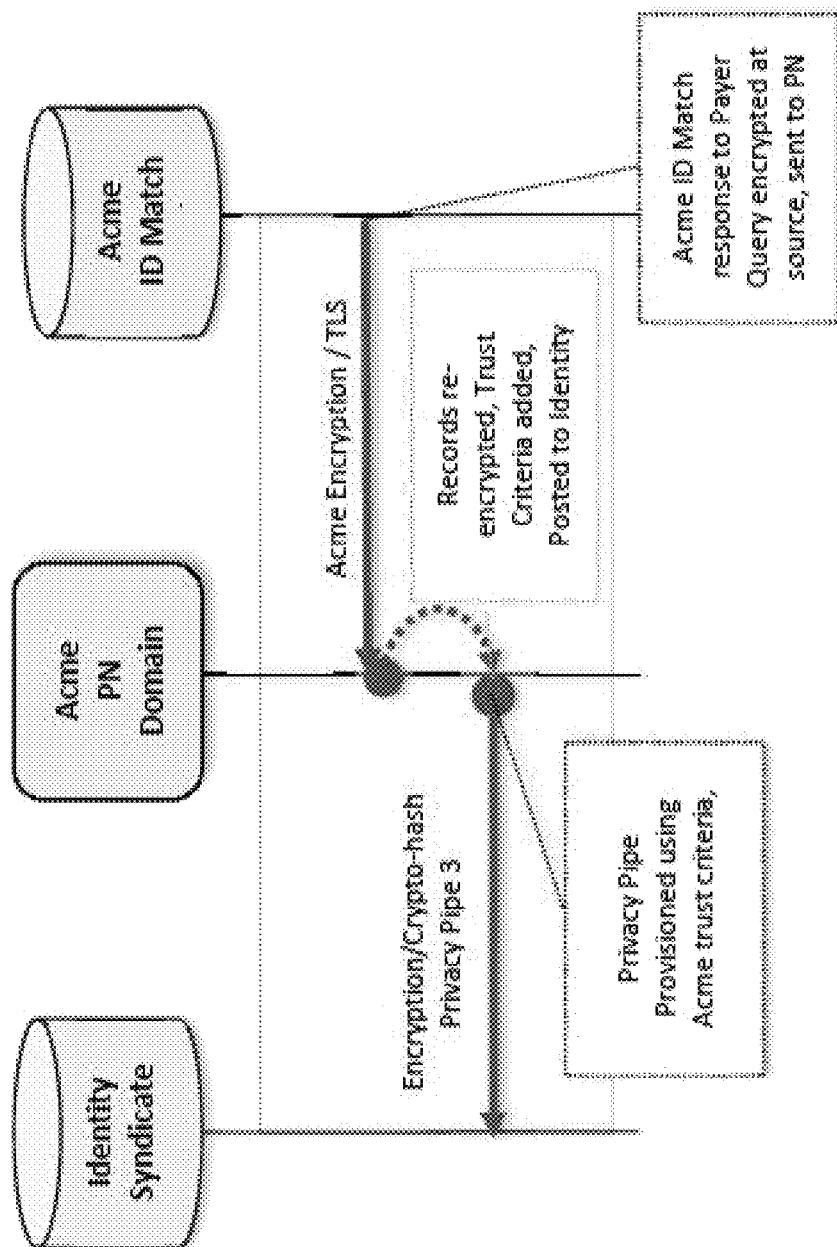 Identity
Syndicate
Acme
PN
Domain
Acme
ID Match
Acme Encryption / TLS
Encryption/Crypto-hash
Privacy Pipe 3
Records re-
encrypted, Trust
Criteria added,
Posted to Identity
Privacy Pipe
Provisioned using
Acme trust criteria,
Acme ID Match
response to Payer
Query encrypted at
source, sent to PN